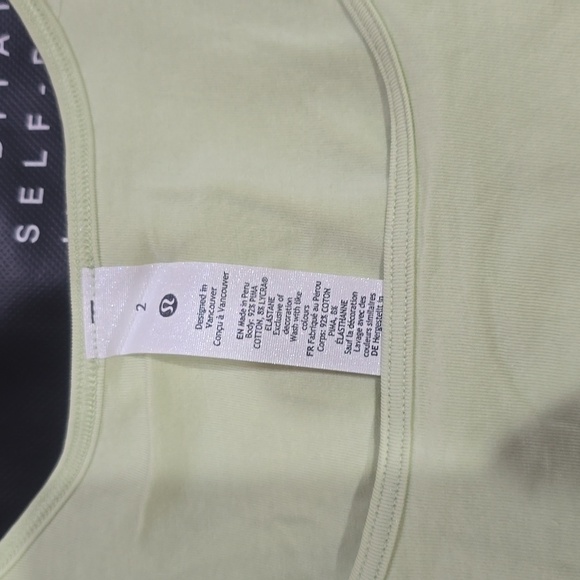 2
Designed in
Vancouver
Conçu à Vancouver
EN Made in Peru
Body: 92% PIMA
COTTON, 8% LYCRA®
ELASTANE
Exclusive of
decoration
Wash with like
colours
FR Fabriqué au Pérou
Corps: 92% COTON
PIMA, 8%
ÉLASTHANNE
Sauf la décoration
Lavage avec des
couleurs similaires
DE Hergestellt in
SELF-